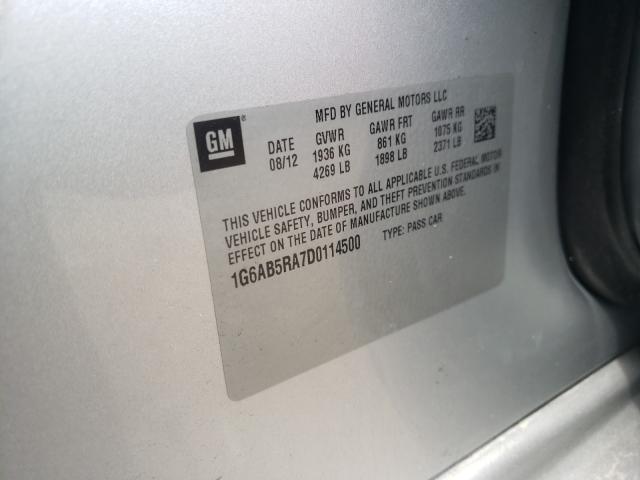 MFD BY GENERAL MOTORS LLC
GM
®
DATE GVWR GAWR FRT GAWR RR
08/12 1936 KG 861 KG 1075 KG
4269 LB 1898 LB 2371 LB
THIS VEHICLE CONFORMS TO ALL APPLICABLE U.S. FEDERAL MOTOR
VEHICLE SAFETY, BUMPER, AND THEFT PREVENTION STANDARDS IN
EFFECT ON THE DATE OF MANUFACTURE SHOWN ABOVE.
1G6AB5RA7D0114500 TYPE: PASS CAR